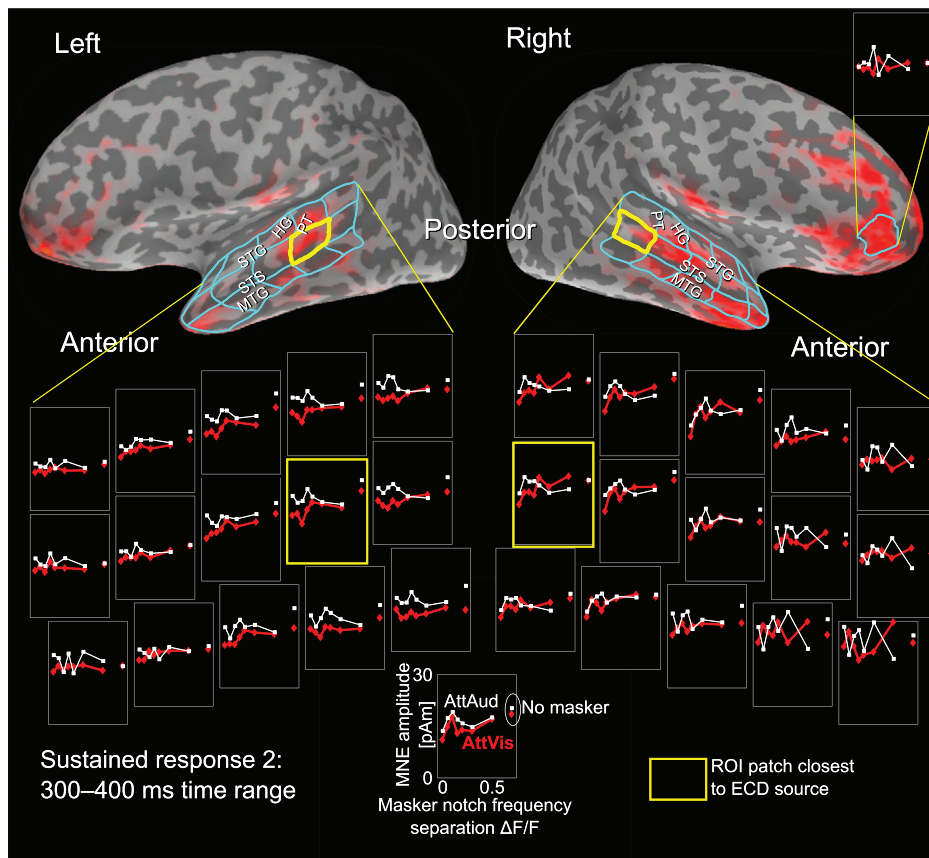 Left
Right
Posterior
HG
PT
STG
STS
MTG
PT
HG
STG
STS
MTG
Anterior
Anterior
30
MNE amplitude
[pAm]
0
AttAud
AttVis
No masker
0
0.5
Masker notch frequency
separation ΔF/F
Sustained response 2:
300–400 ms time range
ROI patch closest
to ECD source